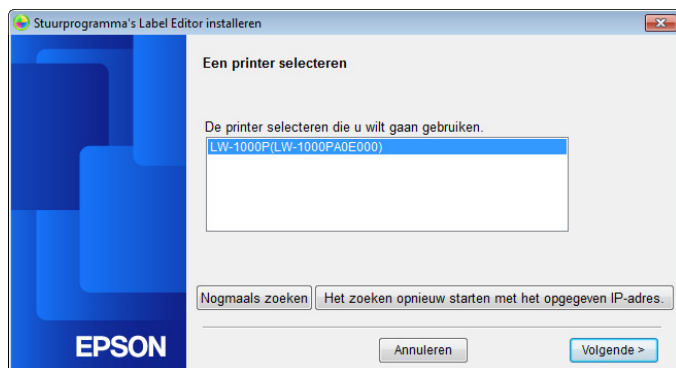 Stuurprogramma's Label Editor installeren
Een printer selecteren
De printer selecteren die u wilt gaan gebruiken.
LW-1000P(LW-1000PA0E000)
Nogmaals zoeken Het zoeken opnieuw starten met het opgegeven IP-adres.
EPSON
Annuleren Volgende >